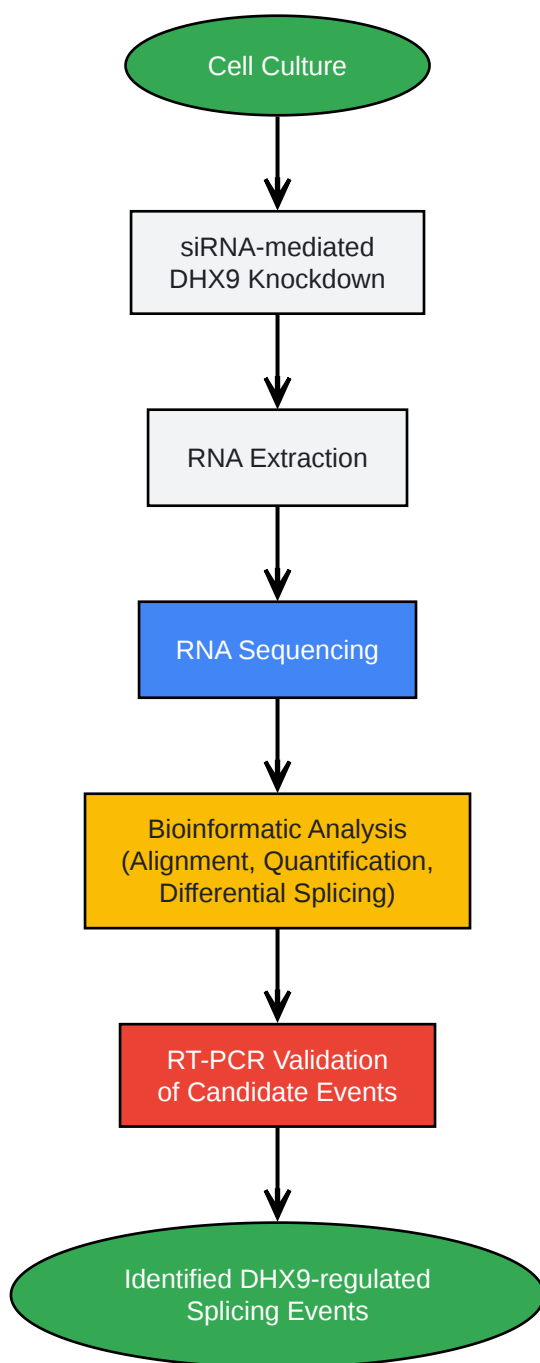 Cell Culture
siRNA-mediated
DHX9 Knockdown
RNA Extraction
RNA Sequencing
Bioinformatic Analysis
(Alignment, Quantification,
Differential Splicing)
RT-PCR Validation
of Candidate Events
Identified DHX9-regulated
Splicing Events